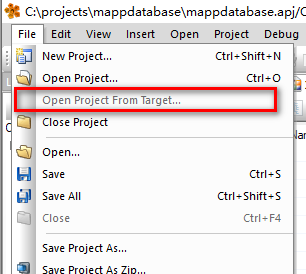 C:\projects\mappdatabase\mappdatabase.apj/C
File Edit View Insert Open Project Debug
New Project... Ctrl+Shift+N
Open Project... Ctrl+O
Open Project From Target...
Close Project
Open...
Save Ctrl+S
Save All Ctrl+Shift+S
Close Ctrl+F4
Save Project As...
Save Project As Zip...